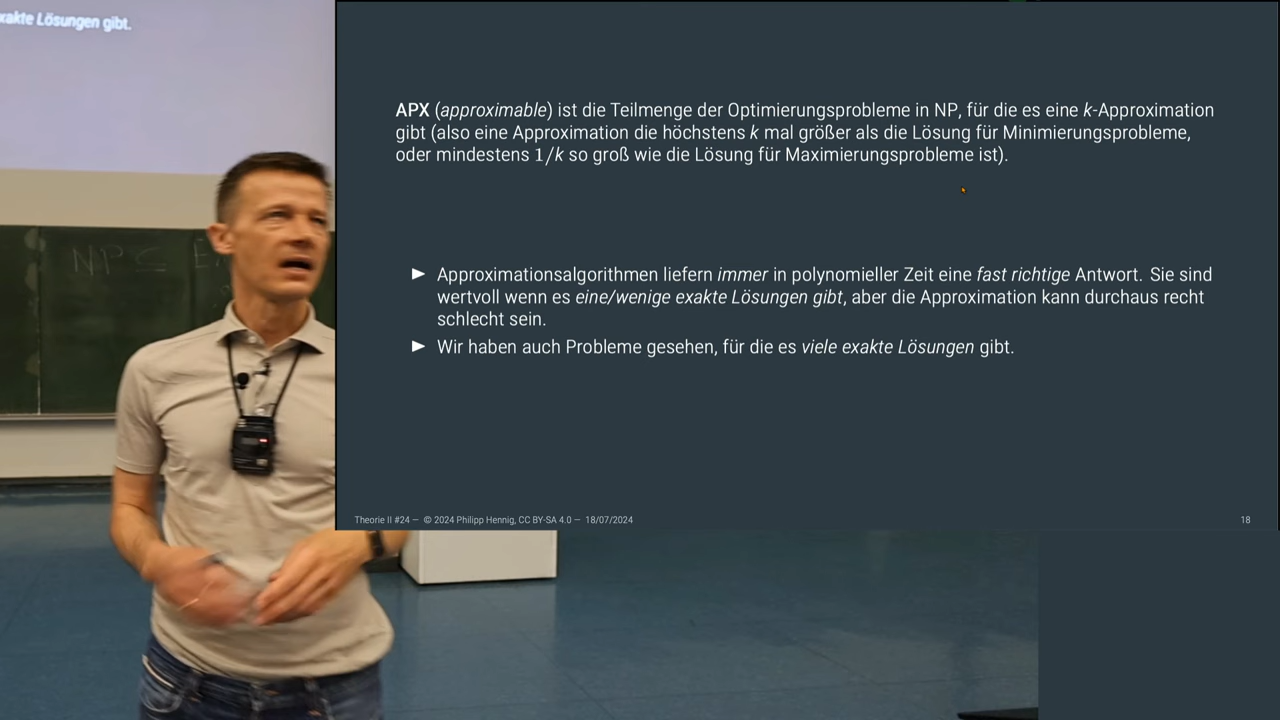 exakte Lösungen gibt.
NP ⊆ E
APX (approximable) ist die Teilmenge der Optimierungsprobleme in NP, für die es eine k-Approximation
gibt (also eine Approximation die höchstens k mal größer als die Lösung für Minimierungsprobleme,
oder mindestens 1/k so groß wie die Lösung für Maximierungsprobleme ist).
► Approximationsalgorithmen liefern immer in polynomieller Zeit eine fast richtige Antwort. Sie sind
wertvoll wenn es eine/wenige exakte Lösungen gibt, aber die Approximation kann durchaus recht
schlecht sein.
► Wir haben auch Probleme gesehen, für die es viele exakte Lösungen gibt.
Theorie II #24 — © 2024 Philipp Hennig, CC BY-SA 4.0 — 18/07/2024
18